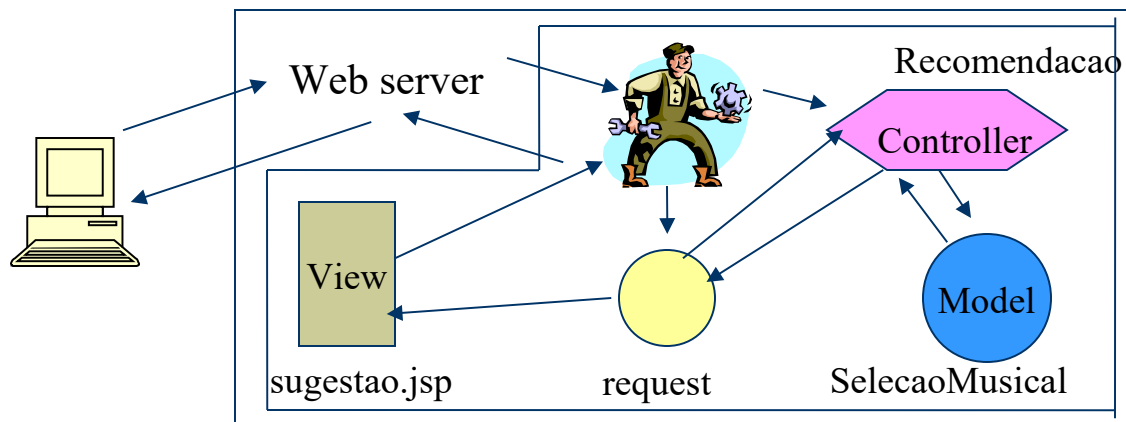 Recomendacao
Web server
Controller
View
Model
sugestao.jsp
request
SelecaoMusical